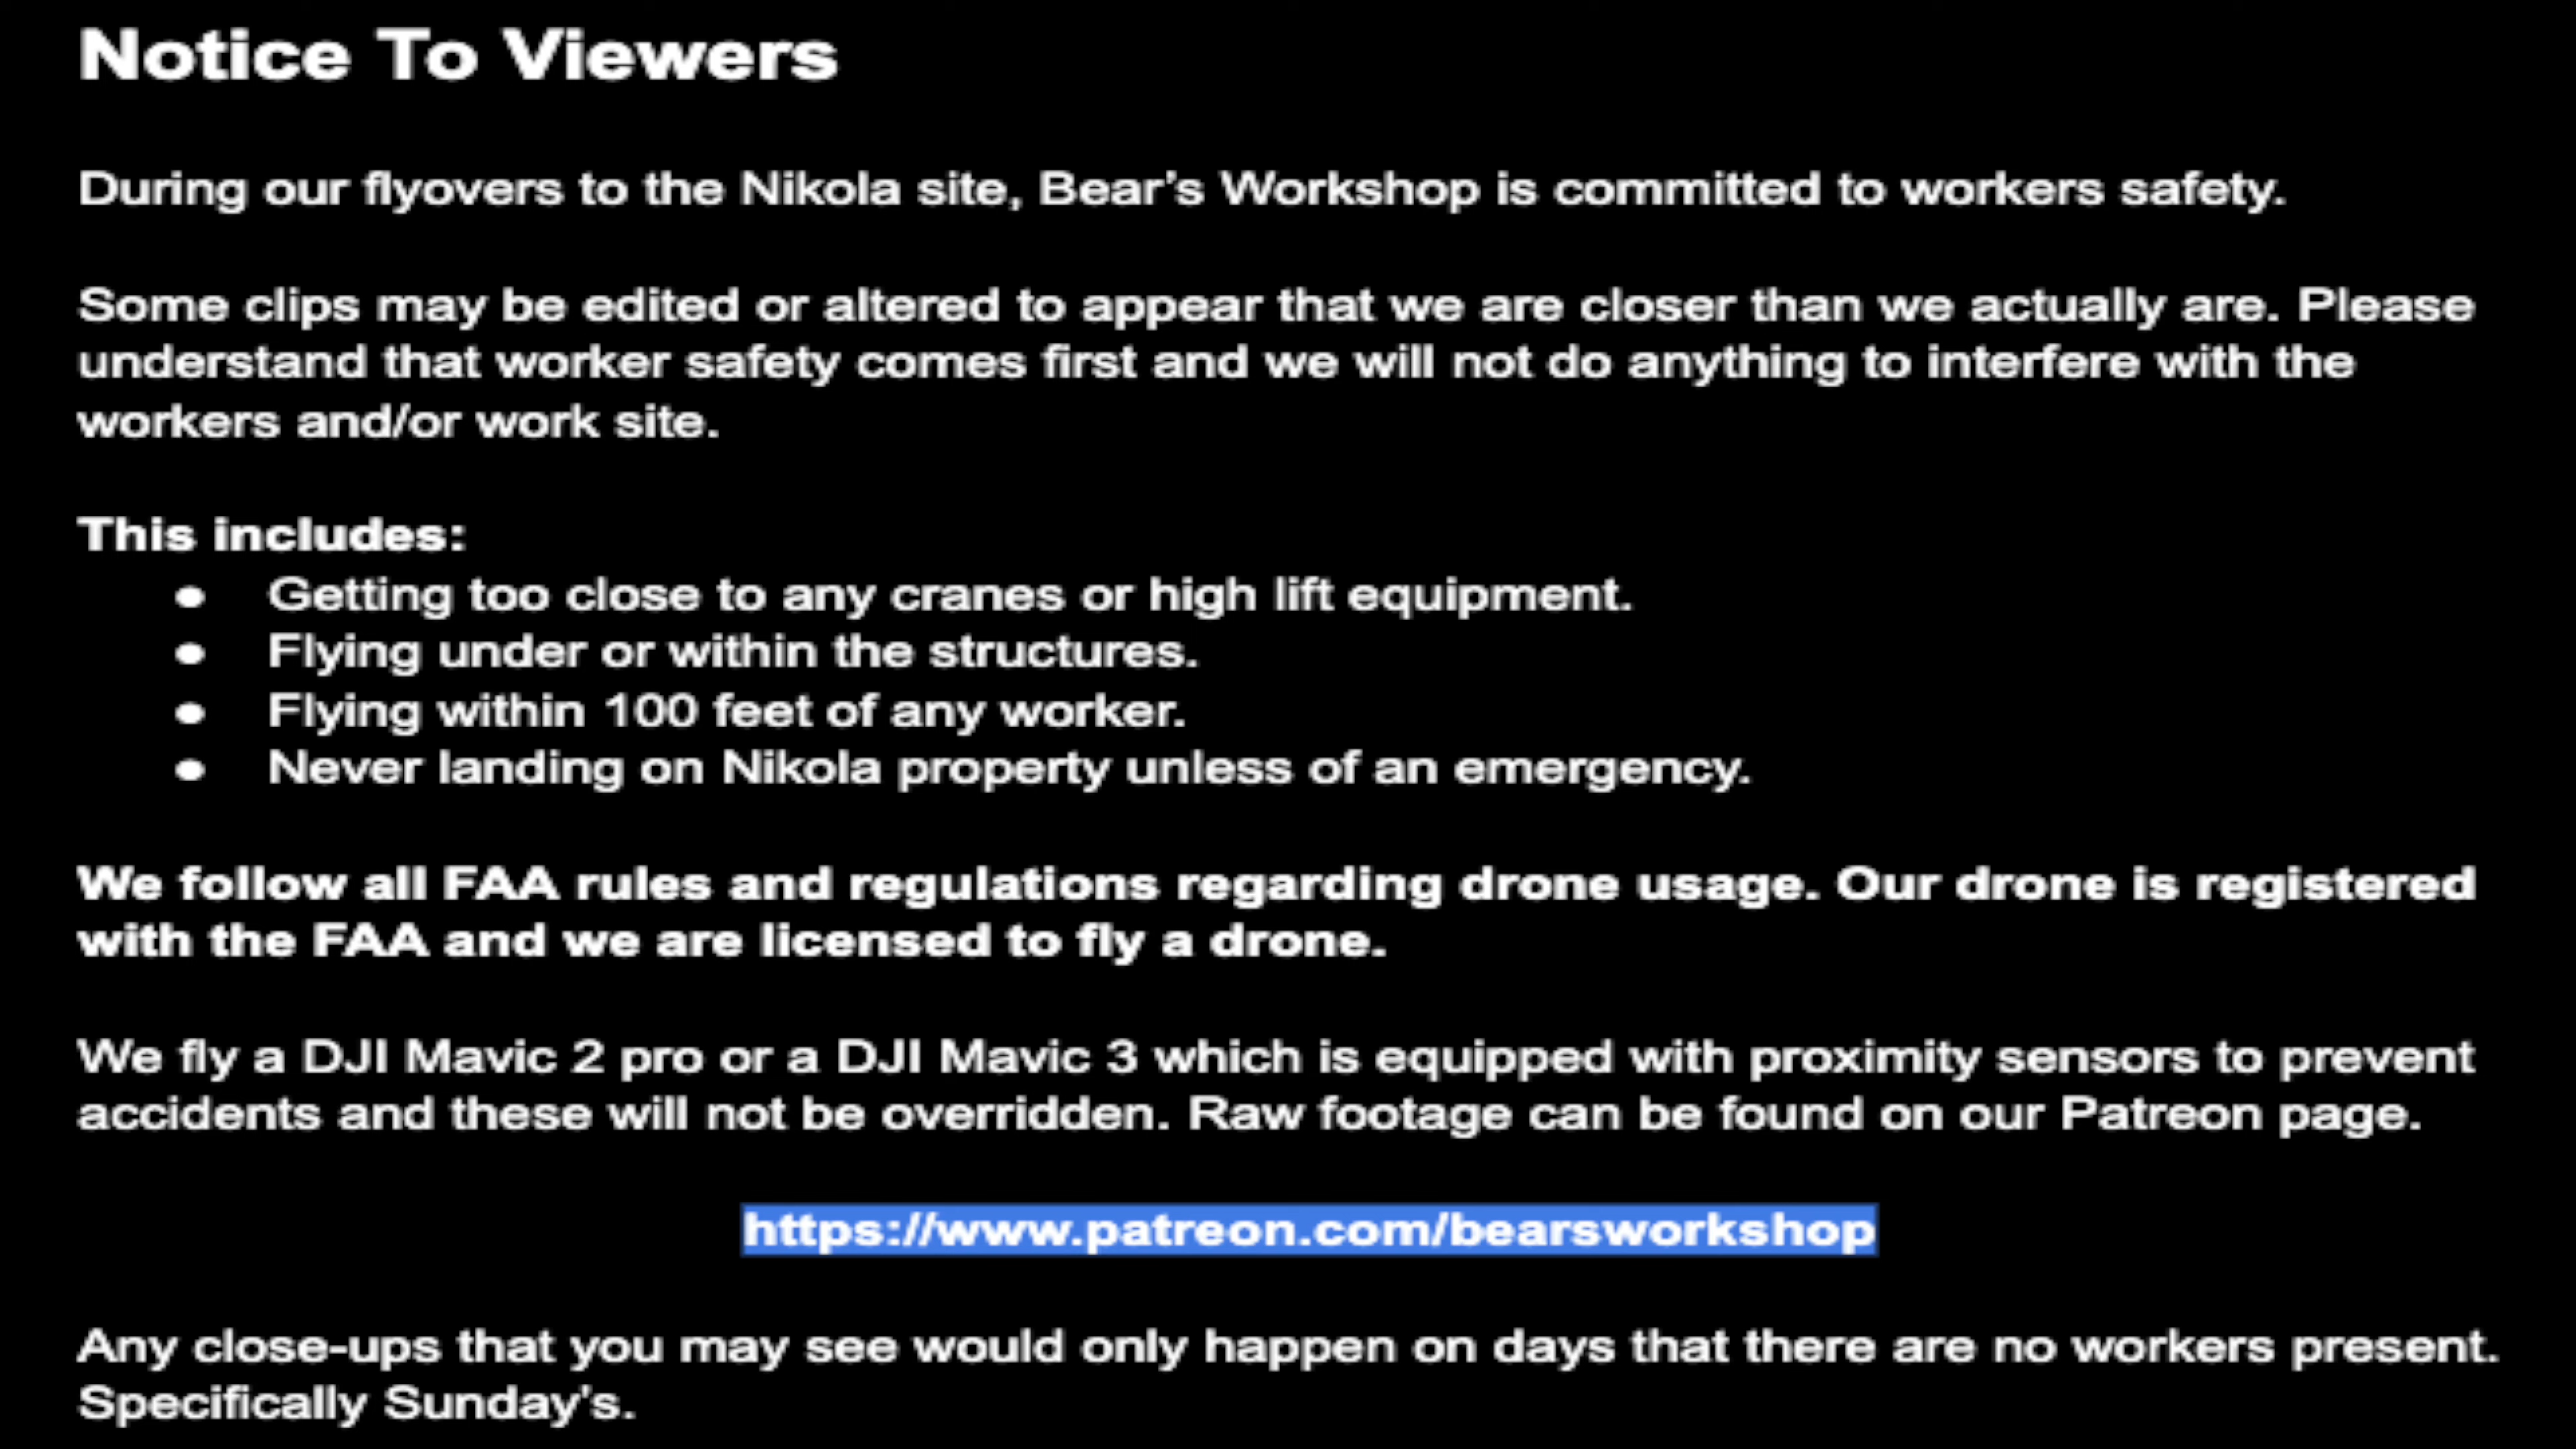 Notice To Viewers
During our flyovers to the Nikola site, Bear's Workshop is committed to workers safety.
Some clips may be edited or altered to appear that we are closer than we actually are. Please
understand that worker safety comes first and we will not do anything to interfere with the
workers and/or work site.
This includes:
● Getting too close to any cranes or high lift equipment.
● Flying under or within the structures.
● Flying within 100 feet of any worker.
● Never landing on Nikola property unless of an emergency.
We follow all FAA rules and regulations regarding drone usage. Our drone is registered
with the FAA and we are licensed to fly a drone.
We fly a DJI Mavic 2 pro or a DJI Mavic 3 which is equipped with proximity sensors to prevent
accidents and these will not be overridden. Raw footage can be found on our Patreon page.
https://www.patreon.com/bearsworkshop
Any close-ups that you may see would only happen on days that there are no workers present.
Specifically Sunday's.